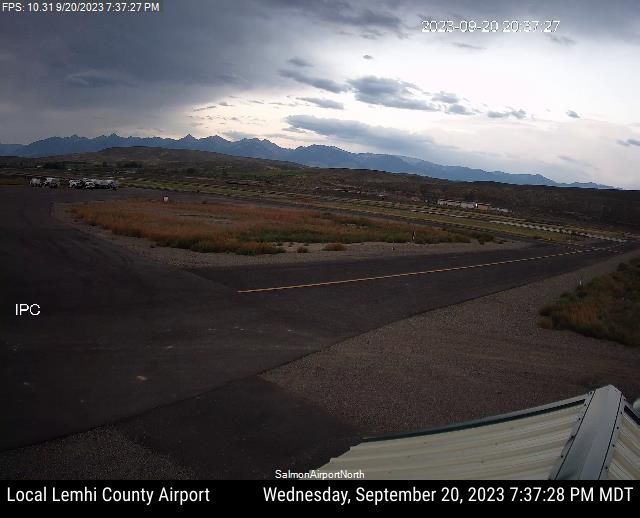 FPS: 10.31 9/20/2023 7:37:27 PM
2023-09-20 20:37:27
IPC
SalmonAirportNorth
Local Lemhi County Airport Wednesday, September 20, 2023 7:37:28 PM MDT